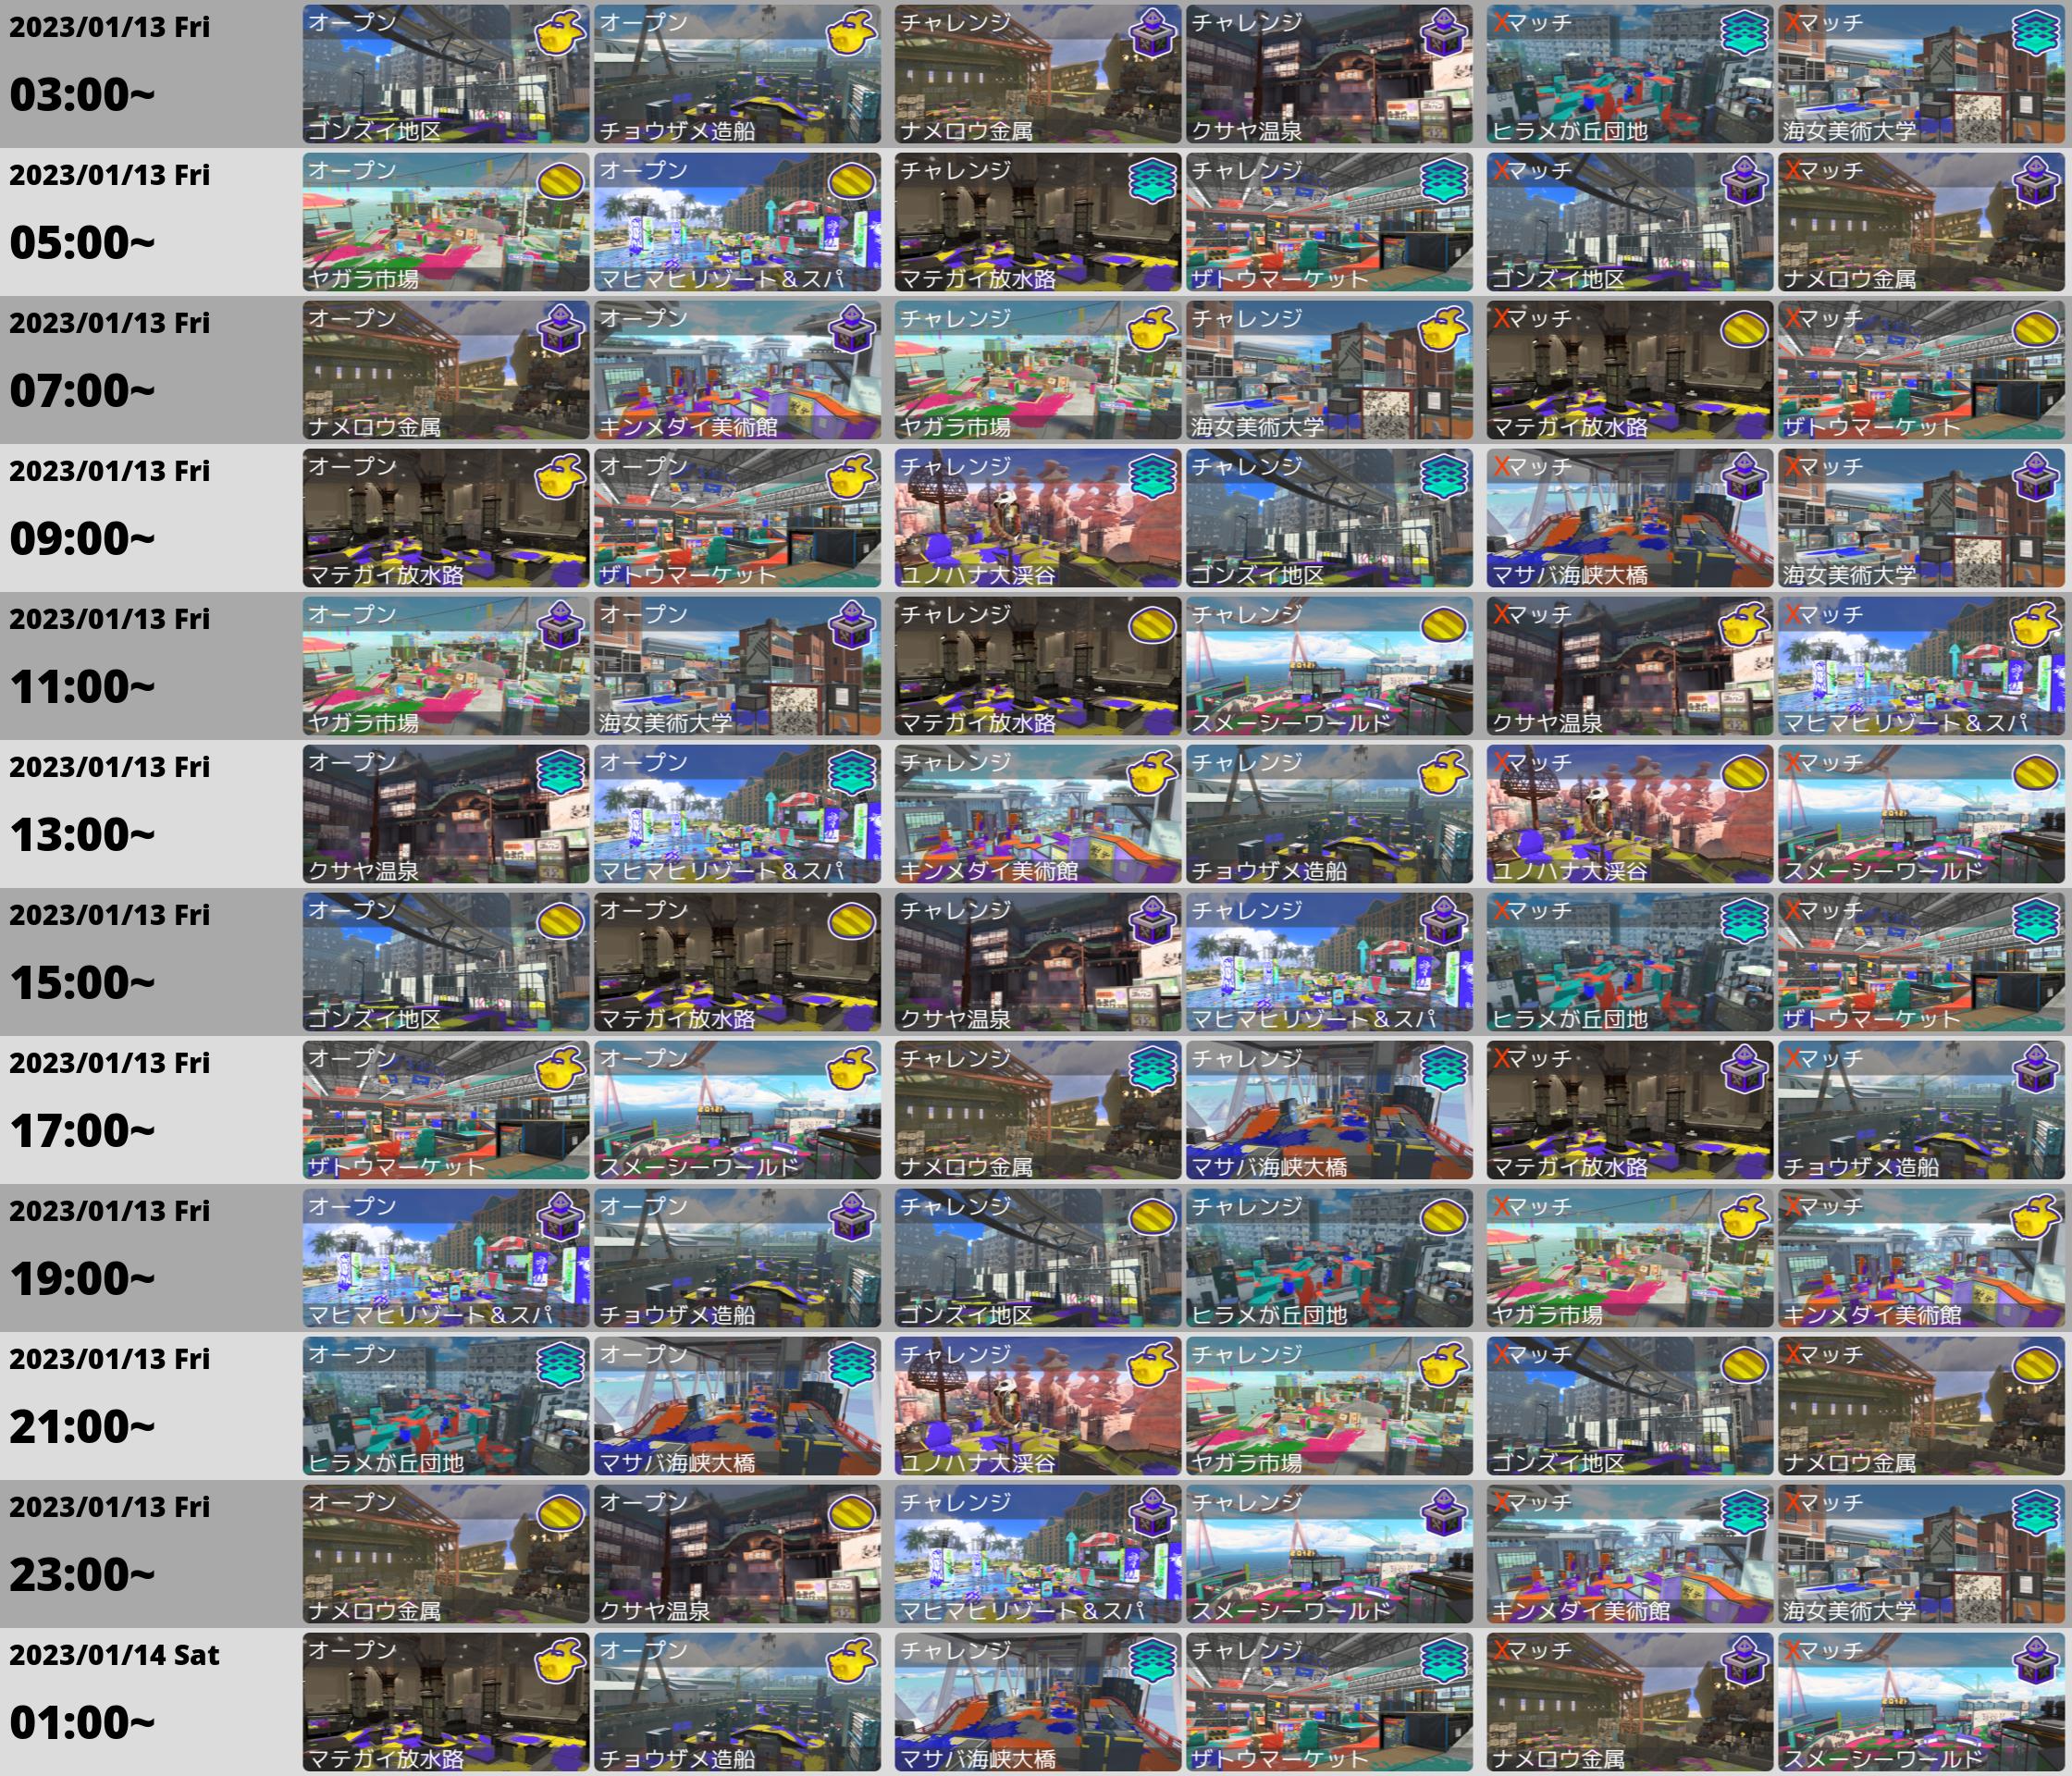 2023/01/13 Fri
03:00~
オープン オープン チャレンジ チャレンジ Xマッチ Xマッチ
ゴンズイ地区 チョウザメ造船 ナメロウ金属 クサヤ温泉 ヒラメが丘団地 海女美術大学
2023/01/13 Fri
05:00~
オープン オープン チャレンジ チャレンジ Xマッチ Xマッチ
ヤガラ市場 マヒマヒリゾート＆スパ マテガイ放水路 ザトウマーケット ゴンズイ地区 ナメロウ金属
2023/01/13 Fri
07:00~
オープン オープン チャレンジ チャレンジ Xマッチ Xマッチ
ナメロウ金属 キンメダイ美術館 ヤガラ市場 海女美術大学 マテガイ放水路 ザトウマーケット
2023/01/13 Fri
09:00~
オープン オープン チャレンジ チャレンジ Xマッチ Xマッチ
マテガイ放水路 ザトウマーケット ユノハナ大渓谷 ゴンズイ地区 マサバ海峡大橋 海女美術大学
2023/01/13 Fri
11:00~
オープン オープン チャレンジ チャレンジ Xマッチ Xマッチ
ヤガラ市場 海女美術大学 マテガイ放水路 スメーシーワールド クサヤ温泉 マヒマヒリゾート＆スパ
2023/01/13 Fri
13:00~
オープン オープン チャレンジ チャレンジ Xマッチ Xマッチ
クサヤ温泉 マヒマヒリゾート＆スパ キンメダイ美術館 チョウザメ造船 ユノハナ大渓谷 スメーシーワールド
2023/01/13 Fri
15:00~
オープン オープン チャレンジ チャレンジ Xマッチ Xマッチ
ゴンズイ地区 マテガイ放水路 クサヤ温泉 マヒマヒリゾート＆スパ ヒラメが丘団地 ザトウマーケット
2023/01/13 Fri
17:00~
オープン オープン チャレンジ チャレンジ Xマッチ Xマッチ
ザトウマーケット スメーシーワールド ナメロウ金属 マサバ海峡大橋 マテガイ放水路 チョウザメ造船
2023/01/13 Fri
19:00~
オープン オープン チャレンジ チャレンジ Xマッチ Xマッチ
マヒマヒリゾート＆スパ チョウザメ造船 ゴンズイ地区 ヒラメが丘団地 ヤガラ市場 キンメダイ美術館
2023/01/13 Fri
21:00~
オープン オープン チャレンジ チャレンジ Xマッチ Xマッチ
ヒラメが丘団地 マサバ海峡大橋 ユノハナ大渓谷 ヤガラ市場 ゴンズイ地区 ナメロウ金属
2023/01/13 Fri
23:00~
オープン オープン チャレンジ チャレンジ Xマッチ Xマッチ
ナメロウ金属 クサヤ温泉 マヒマヒリゾート＆スパ スメーシーワールド キンメダイ美術館 海女美術大学
2023/01/14 Sat
01:00~
オープン オープン チャレンジ チャレンジ Xマッチ Xマッチ
マテガイ放水路 チョウザメ造船 マサバ海峡大橋 ザトウマーケット ナメロウ金属 スメーシーワールド